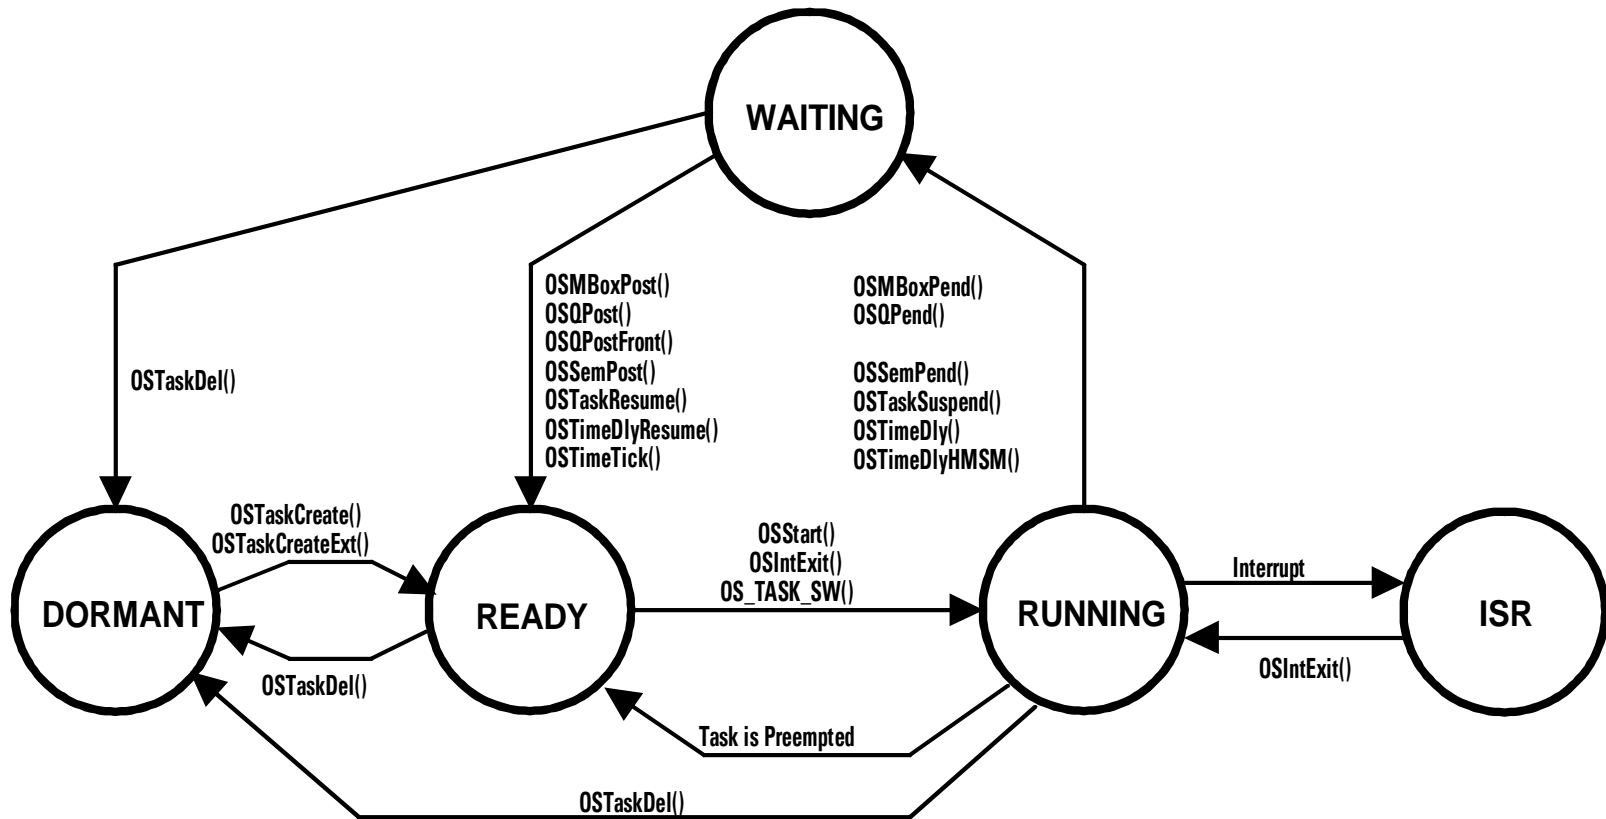 WAITING
OSMBoxPost()
OSQPost()
OSQPostFront()
OSSemPost()
OSTaskResume()
OSTimeDlyResume()
OSTimeTick()
OSMBoxPend()
OSQPend()
OSSemPend()
OSTaskSuspend()
OSTimeDly()
OSTimeDlyHMSM()
OSTaskDel()
OSTaskCreate()
OSTaskCreateExt()
OSStart()
OSIntExit()
OS_TASK_SW()
Interrupt
DORMANT
READY
RUNNING
ISR
OSTaskDel()
OSIntExit()
Task is Preempted
OSTaskDel()